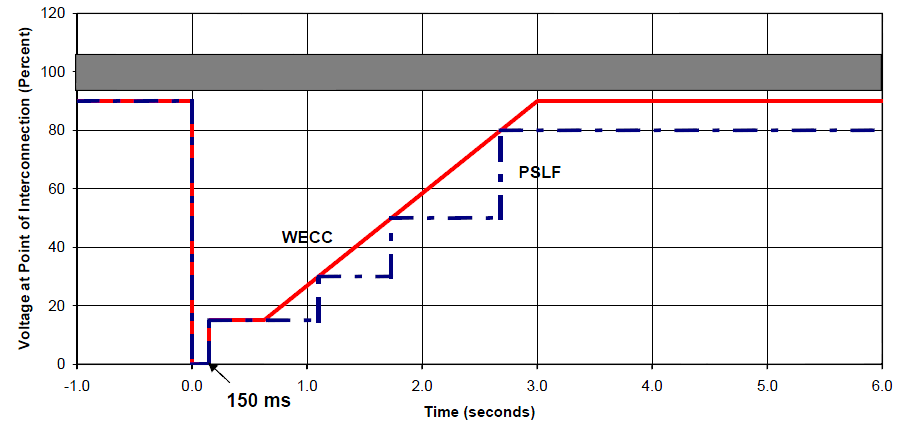 Voltage at Point of Interconnection (Percent)
120
100
80
60
40
20
0
PSLF
WECC
-1.0 0.0 1.0 2.0 3.0 4.0 5.0 6.0
150 ms
Time (seconds)